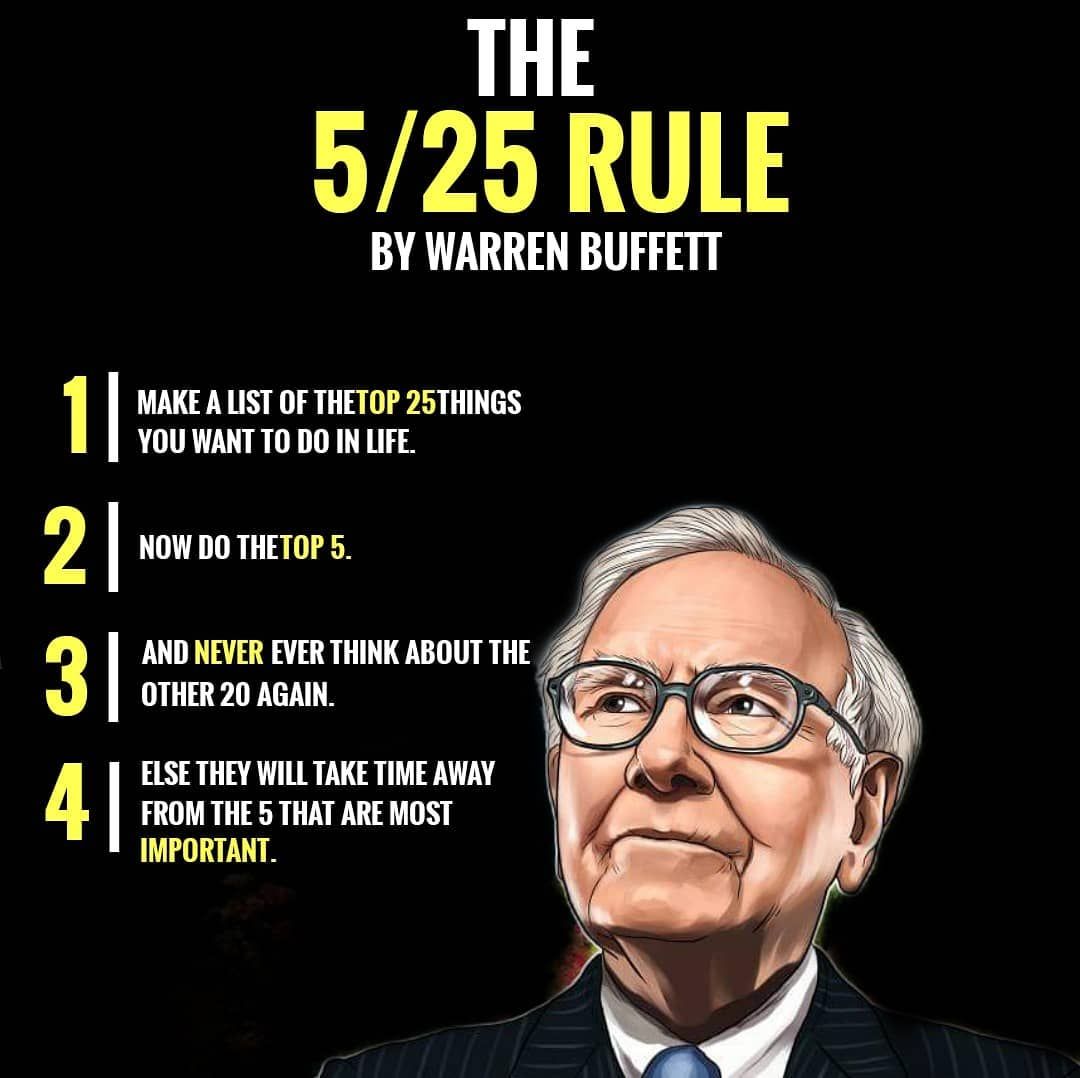 THE
5/25 RULE
BY WARREN BUFFETT
1
MAKE A LIST OF THETOP 25THINGS
YOU WANT TO DO IN LIFE.
2
NOW DO THETOP 5.
3
AND NEVER EVER THINK ABOUT THE
OTHER 20 AGAIN.
4
ELSE THEY WILL TAKE TIME AWAY
FROM THE 5 THAT ARE MOST
IMPORTANT.